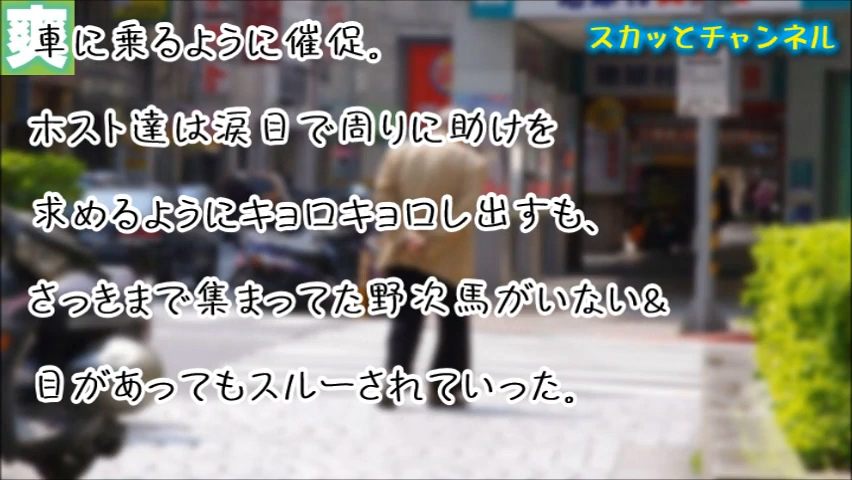 爽
スカッとチャンネル
車に乗るように催促。
ホスト達は涙目で周りに助けを
求めるようにキョロキョロし出すも、
さっきまで集まってた野次馬がいない&
目があってもスルーされていった。